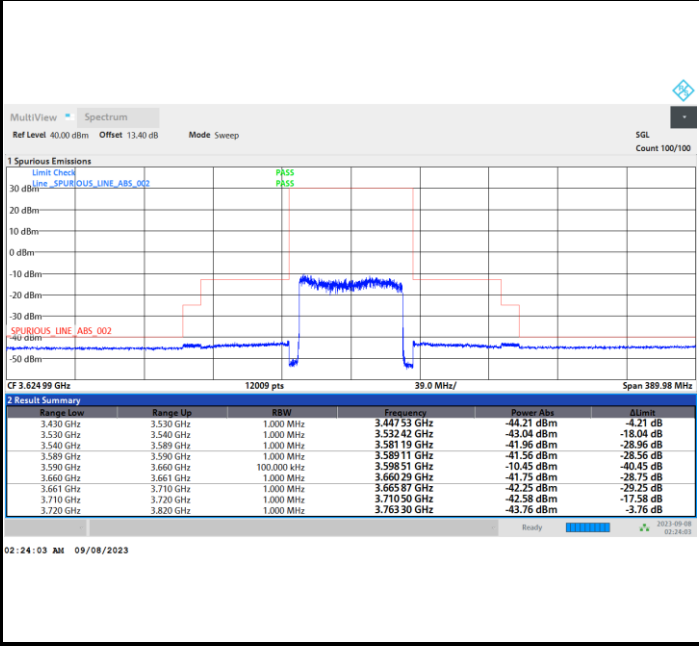 MultiView Spectrum
Ref Level 40.00 dBm Offset 13.40 dB Mode Sweep SGL
Count 100/100
1 Spurious Emissions
Limit Check PASS
Line _SPURIOUS_LINE_ABS_002 PASS
30 dBm
20 dBm
10 dBm
0 dBm
-10 dBm
-20 dBm
-30 dBm
_SPURIOUS_LINE_ABS_002
-40 dBm
-50 dBm
CF 3.624 99 GHz 12009 pts 39.0 MHz/ Span 389.98 MHz
2 Result Summary
Range Low Range Up RBW Frequency Power Abs ΔLimit
3.430 GHz 3.530 GHz 1.000 MHz 3.447 53 GHz -44.21 dBm -4.21 dB
3.530 GHz 3.540 GHz 1.000 MHz 3.532 42 GHz -43.04 dBm -18.04 dB
3.540 GHz 3.589 GHz 1.000 MHz 3.581 19 GHz -41.96 dBm -28.96 dB
3.589 GHz 3.590 GHz 1.000 MHz 3.589 11 GHz -41.56 dBm -28.56 dB
3.590 GHz 3.660 GHz 100.000 kHz 3.598 51 GHz -10.45 dBm -40.45 dB
3.660 GHz 3.661 GHz 1.000 MHz 3.660 29 GHz -41.75 dBm -28.75 dB
3.661 GHz 3.710 GHz 1.000 MHz 3.665 87 GHz -42.25 dBm -29.25 dB
3.710 GHz 3.720 GHz 1.000 MHz 3.710 50 GHz -42.58 dBm -17.58 dB
3.720 GHz 3.820 GHz 1.000 MHz 3.763 30 GHz -43.76 dBm -3.76 dB
Ready 2023-09-08
02:24:03
02:24:03 AM 09/08/2023